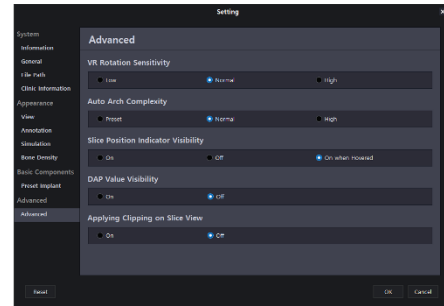 Setting
System
Information
General
File Path
Clinic Information
Appearance
View
Annotation
Simulation
Bone Density
Basic Components
Preset Implant
Advanced
Advanced
Advanced
VR Rotation Sensitivity
Low Normal High
Auto Arch Complexity
Preset Normal High
Slice Position Indicator Visibility
On Off On when Hovered
DAP Value Visibility
On Off
Applying Clipping on Slice View
On Off
Reset OK Cancel